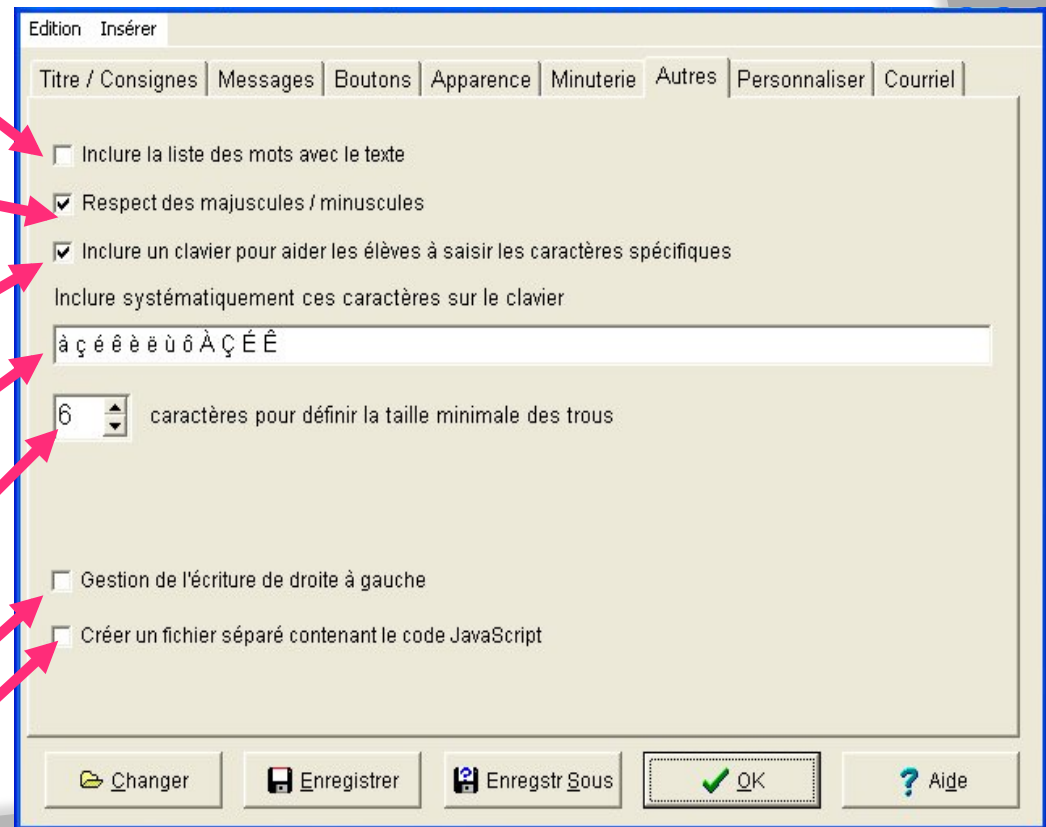 Edition Insérer
Titre / Consignes Messages Boutons Apparence Minuterie Autres Personnaliser Courriel
Inclure la liste des mots avec le texte
Respect des majuscules / minuscules
Inclure un clavier pour aider les élèves à saisir les caractères spécifiques
Inclure systématiquement ces caractères sur le clavier
à ç é ê è ë ù ô À Ç É Ê
6 caractères pour définir la taille minimale des trous
Gestion de l'écriture de droite à gauche
Créer un fichier séparé contenant le code JavaScript
Changer Enregistrer Enregstr Sous OK Aide